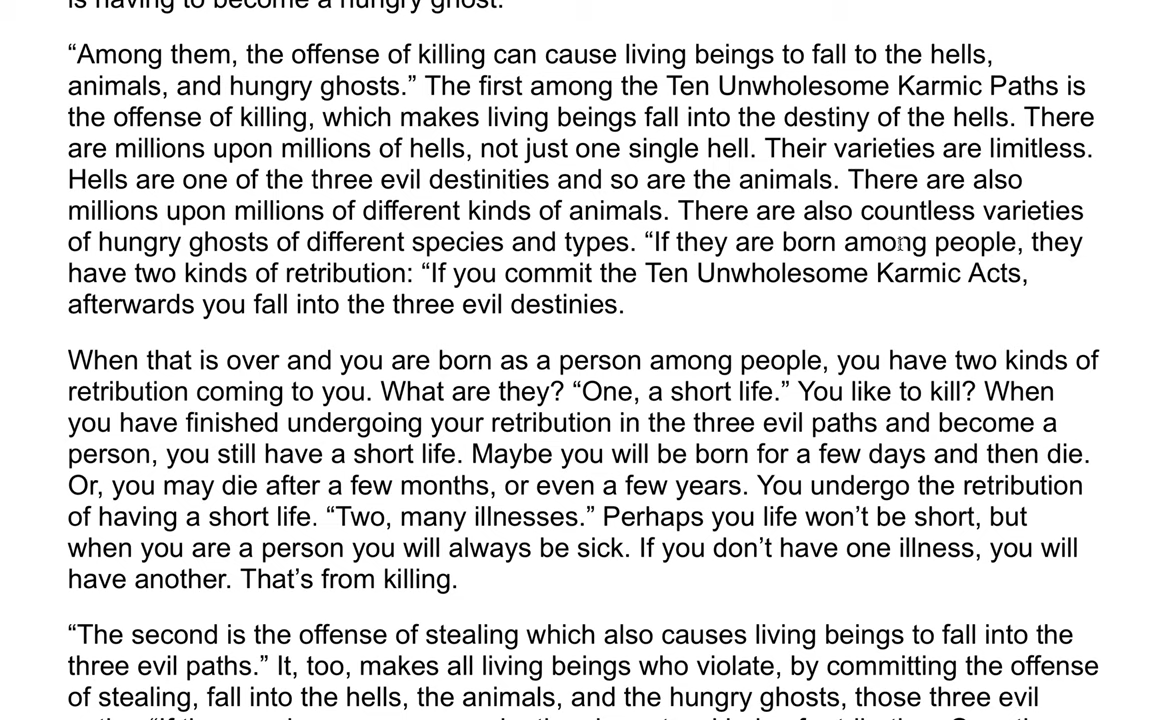 is having to become a hungry ghost.
“Among them, the offense of killing can cause living beings to fall to the hells,
animals, and hungry ghosts.” The first among the Ten Unwholesome Karmic Paths is
the offense of killing, which makes living beings fall into the destiny of the hells. There
are millions upon millions of hells, not just one single hell. Their varieties are limitless.
Hells are one of the three evil destinities and so are the animals. There are also
millions upon millions of different kinds of animals. There are also countless varieties
of hungry ghosts of different species and types. “If they are born among people, they
have two kinds of retribution: “If you commit the Ten Unwholesome Karmic Acts,
afterwards you fall into the three evil destinies.
When that is over and you are born as a person among people, you have two kinds of
retribution coming to you. What are they? “One, a short life.” You like to kill? When
you have finished undergoing your retribution in the three evil paths and become a
person, you still have a short life. Maybe you will be born for a few days and then die.
Or, you may die after a few months, or even a few years. You undergo the retribution
of having a short life. “Two, many illnesses.” Perhaps you life won’t be short, but
when you are a person you will always be sick. If you don’t have one illness, you will
have another. That’s from killing.
“The second is the offense of stealing which also causes living beings to fall into the
three evil paths.” It, too, makes all living beings who violate, by committing the offense
of stealing, fall into the hells, the animals, and the hungry ghosts, those three evil